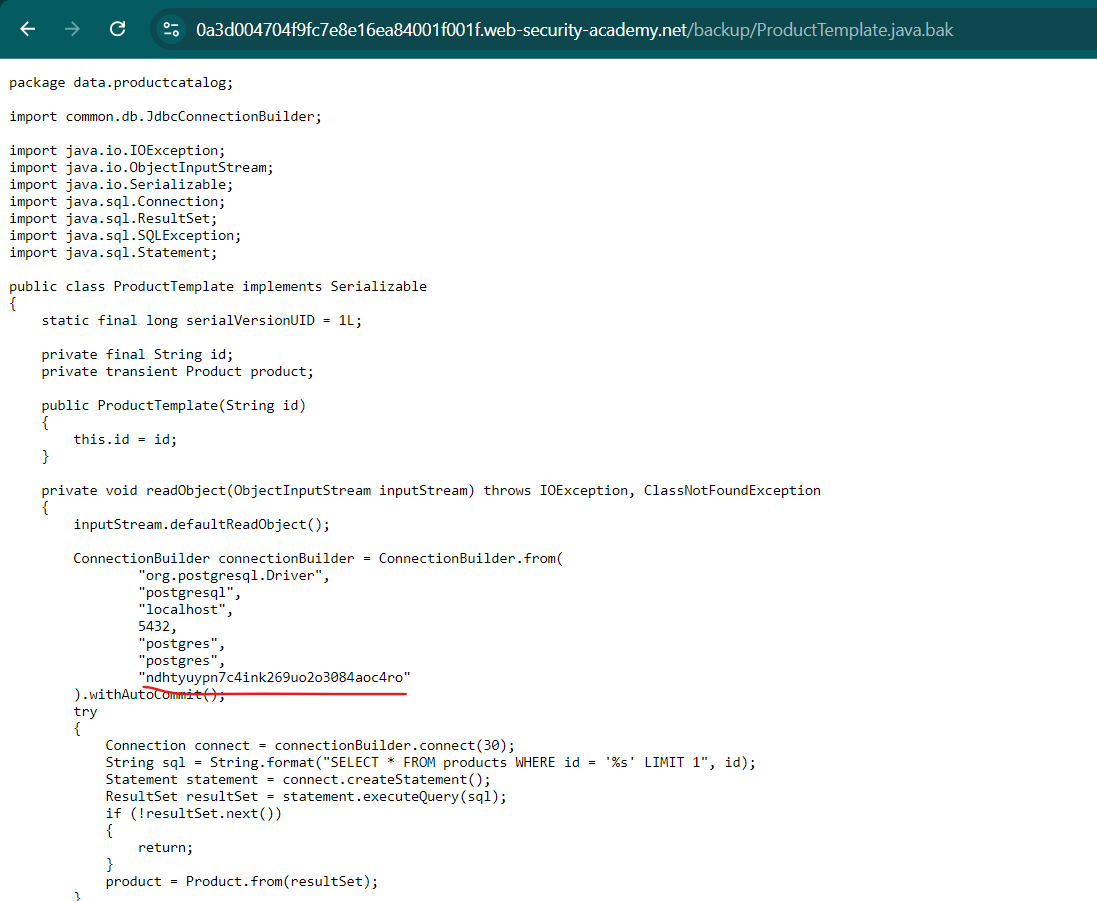 0a3d004704f9fc7e8e16ea84001f001f.web-security-academy.net/backup/ProductTemplate.java.bak
package data.productcatalog;

import common.db.JdbcConnectionBuilder;

import java.io.IOException;
import java.io.ObjectInputStream;
import java.io.Serializable;
import java.sql.Connection;
import java.sql.ResultSet;
import java.sql.SQLException;
import java.sql.Statement;

public class ProductTemplate implements Serializable
{
    static final long serialVersionUID = 1L;

    private final String id;
    private transient Product product;

    public ProductTemplate(String id)
    {
        this.id = id;
    }

    private void readObject(ObjectInputStream inputStream) throws IOException, ClassNotFoundException
    {
        inputStream.defaultReadObject();

        ConnectionBuilder connectionBuilder = ConnectionBuilder.from(
                "org.postgresql.Driver",
                "postgresql",
                "localhost",
                5432,
                "postgres",
                "postgres",
                "ndhtyuypn7c4ink269uo2o3084aoc4ro"
        ).withAutoCommit();
        try
        {
            Connection connect = connectionBuilder.connect(30);
            String sql = String.format("SELECT * FROM products WHERE id = '%s' LIMIT 1", id);
            Statement statement = connect.createStatement();
            ResultSet resultSet = statement.executeQuery(sql);
            if (!resultSet.next())
            {
                return;
            }
            product = Product.from(resultSet);
        }